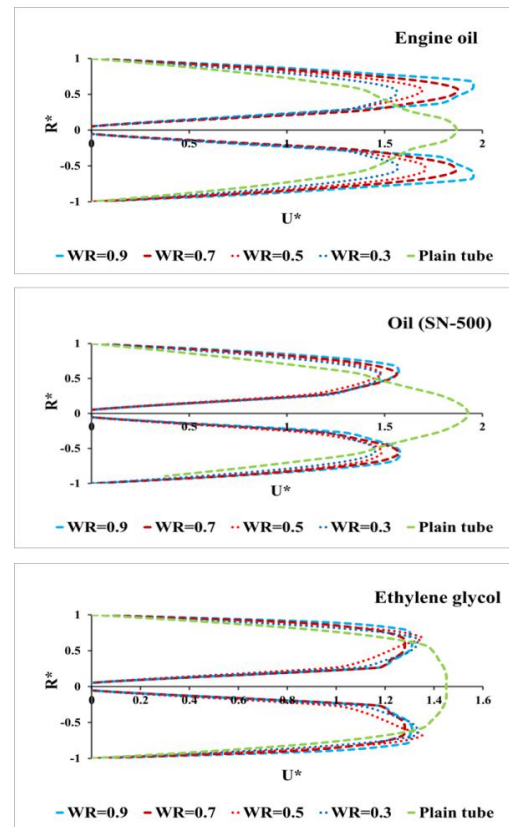 Engine oil
1
0.5
0
-0.5
-1
R*
0.5
1
1.5
2
U*
WR=0.9 WR=0.7 WR=0.5 WR=0.3 Plain tube
Oil (SN-500)
1
0.5
0
-0.5
-1
R*
0
0.5
1
1.5
2
U*
WR=0.9 WR=0.7 WR=0.5 WR=0.3 Plain tube
Ethylene glycol
1
0.5
0
-0.5
-1
R*
0
0.2
0.4
0.6
0.8
1
1.2
1.4
1.6
U*
WR=0.9 WR=0.7 WR=0.5 WR=0.3 Plain tube